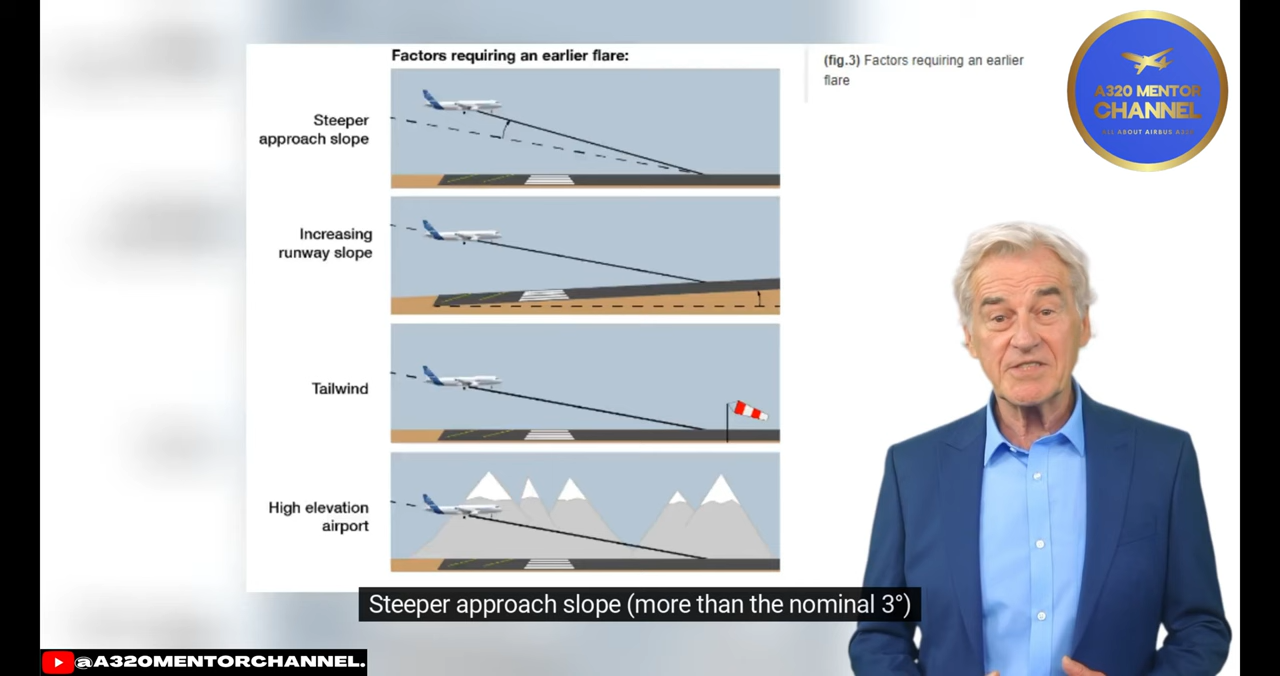 Factors requiring an earlier flare:
(fig.3) Factors requiring an earlier
flare
A320 MENTOR
CHANNEL
ALL ABOUT AIRBUS A320
Steeper
approach slope
Increasing
runway slope
Tailwind
High elevation
airport
Steeper approach slope (more than the nominal 3°)
@A320MENTORCHANNEL.